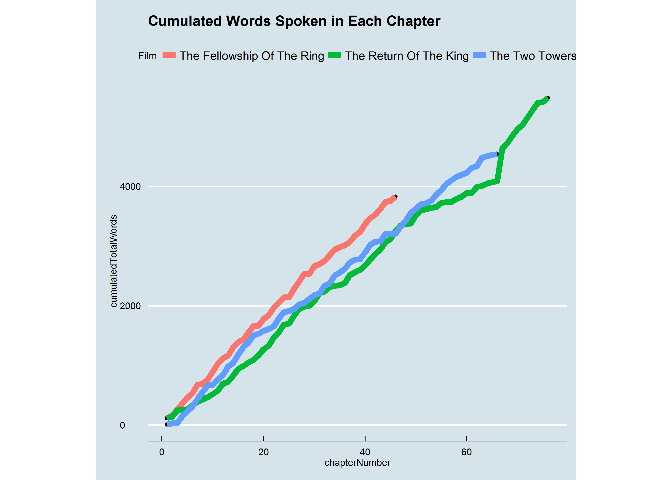 Cumulated Words Spoken in Each Chapter
Film The Fellowship Of The Ring The Return Of The King The Two Towers
cumulatedTotalWords
4000
2000
0
0 20 40 60
chapterNumber